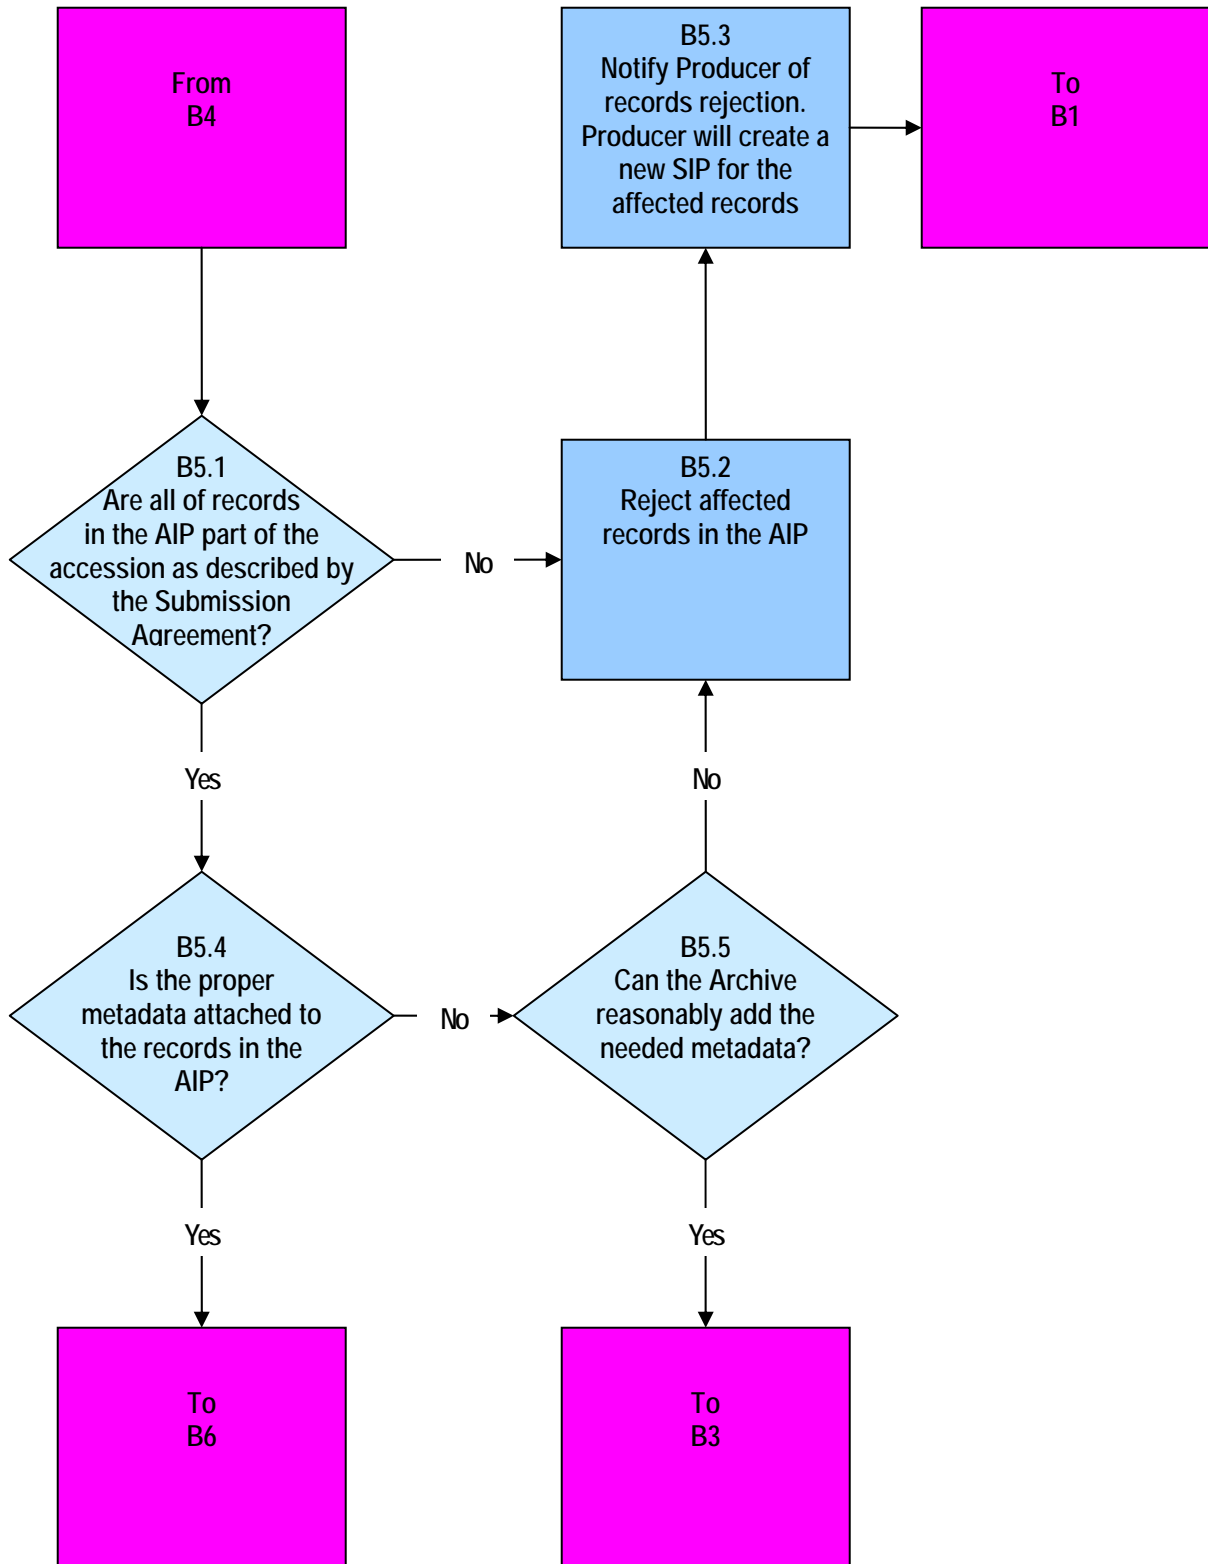 From
B4
B5.3
Notify Producer of
records rejection.
Producer will create a
new SIP for the
affected records
To
B1
B5.1
Are all of records
in the AIP part of the
accession as described by
the Submission
Agreement?
No
B5.2
Reject affected
records in the AIP
Yes
No
B5.4
Is the proper
metadata attached to
the records in the
AIP?
No
B5.5
Can the Archive
reasonably add the
needed metadata?
Yes
Yes
To
B6
To
B3